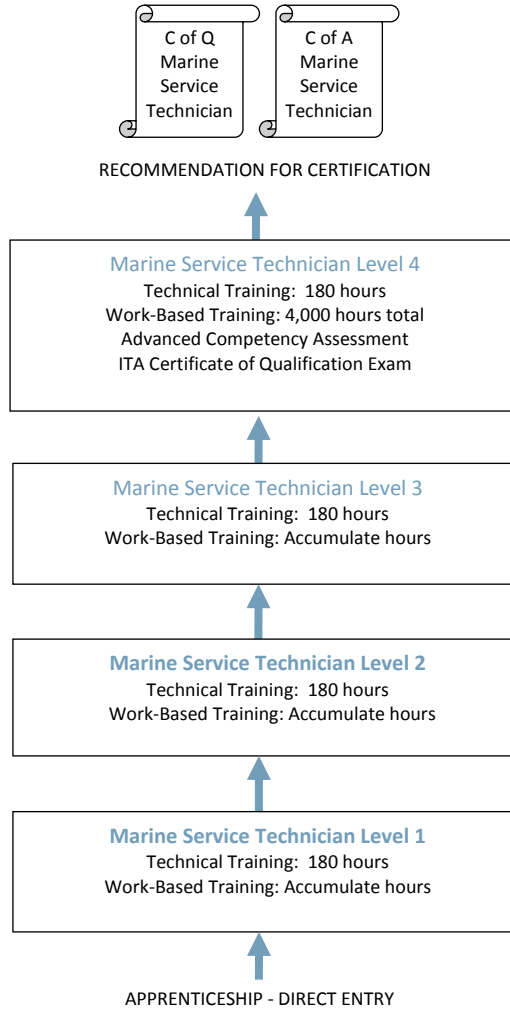 C of Q
Marine
Service
Technician
C of A
Marine
Service
Technician
RECOMMENDATION FOR CERTIFICATION
Marine Service Technician Level 4
Technical Training: 180 hours
Work-Based Training: 4,000 hours total
Advanced Competency Assessment
ITA Certificate of Qualification Exam
Marine Service Technician Level 3
Technical Training: 180 hours
Work-Based Training: Accumulate hours
Marine Service Technician Level 2
Technical Training: 180 hours
Work-Based Training: Accumulate hours
Marine Service Technician Level 1
Technical Training: 180 hours
Work-Based Training: Accumulate hours
APPRENTICESHIP - DIRECT ENTRY